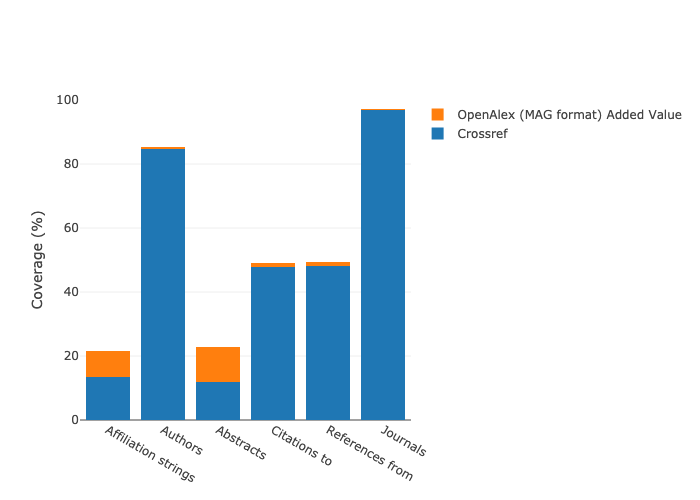 OpenAlex (MAG format) Added Value
Crossref
100
80
60
40
20
0
Coverage (%)
Affiliation strings
Authors
Abstracts
Citations to
References from
Journals